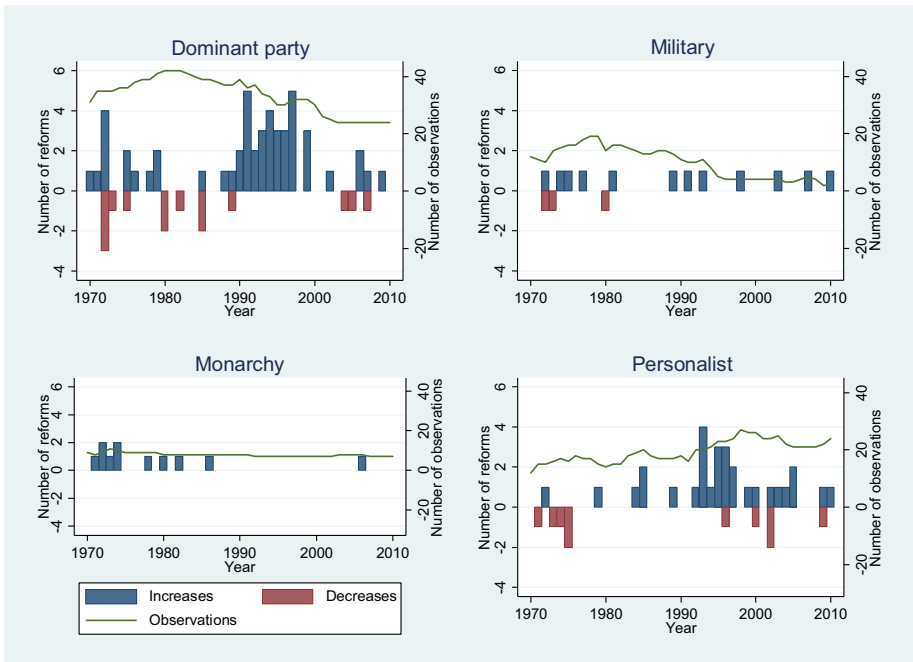 Dominant party
Number of reforms
6
4
2
0
-2
-4
40
20
0
-20
Number of observations
1970 1980 1990 2000 2010
Year
Military
Number of reforms
6
4
2
0
-2
-4
40
20
0
-20
Number of observations
1970 1980 1990 2000 2010
Year
Monarchy
Number of reforms
6
4
2
0
-2
-4
40
20
0
-20
Number of observations
1970 1980 1990 2000 2010
Year
Personalist
Number of reforms
6
4
2
0
-2
-4
40
20
0
-20
Number of observations
1970 1980 1990 2000 2010
Year
Increases Decreases
Observations